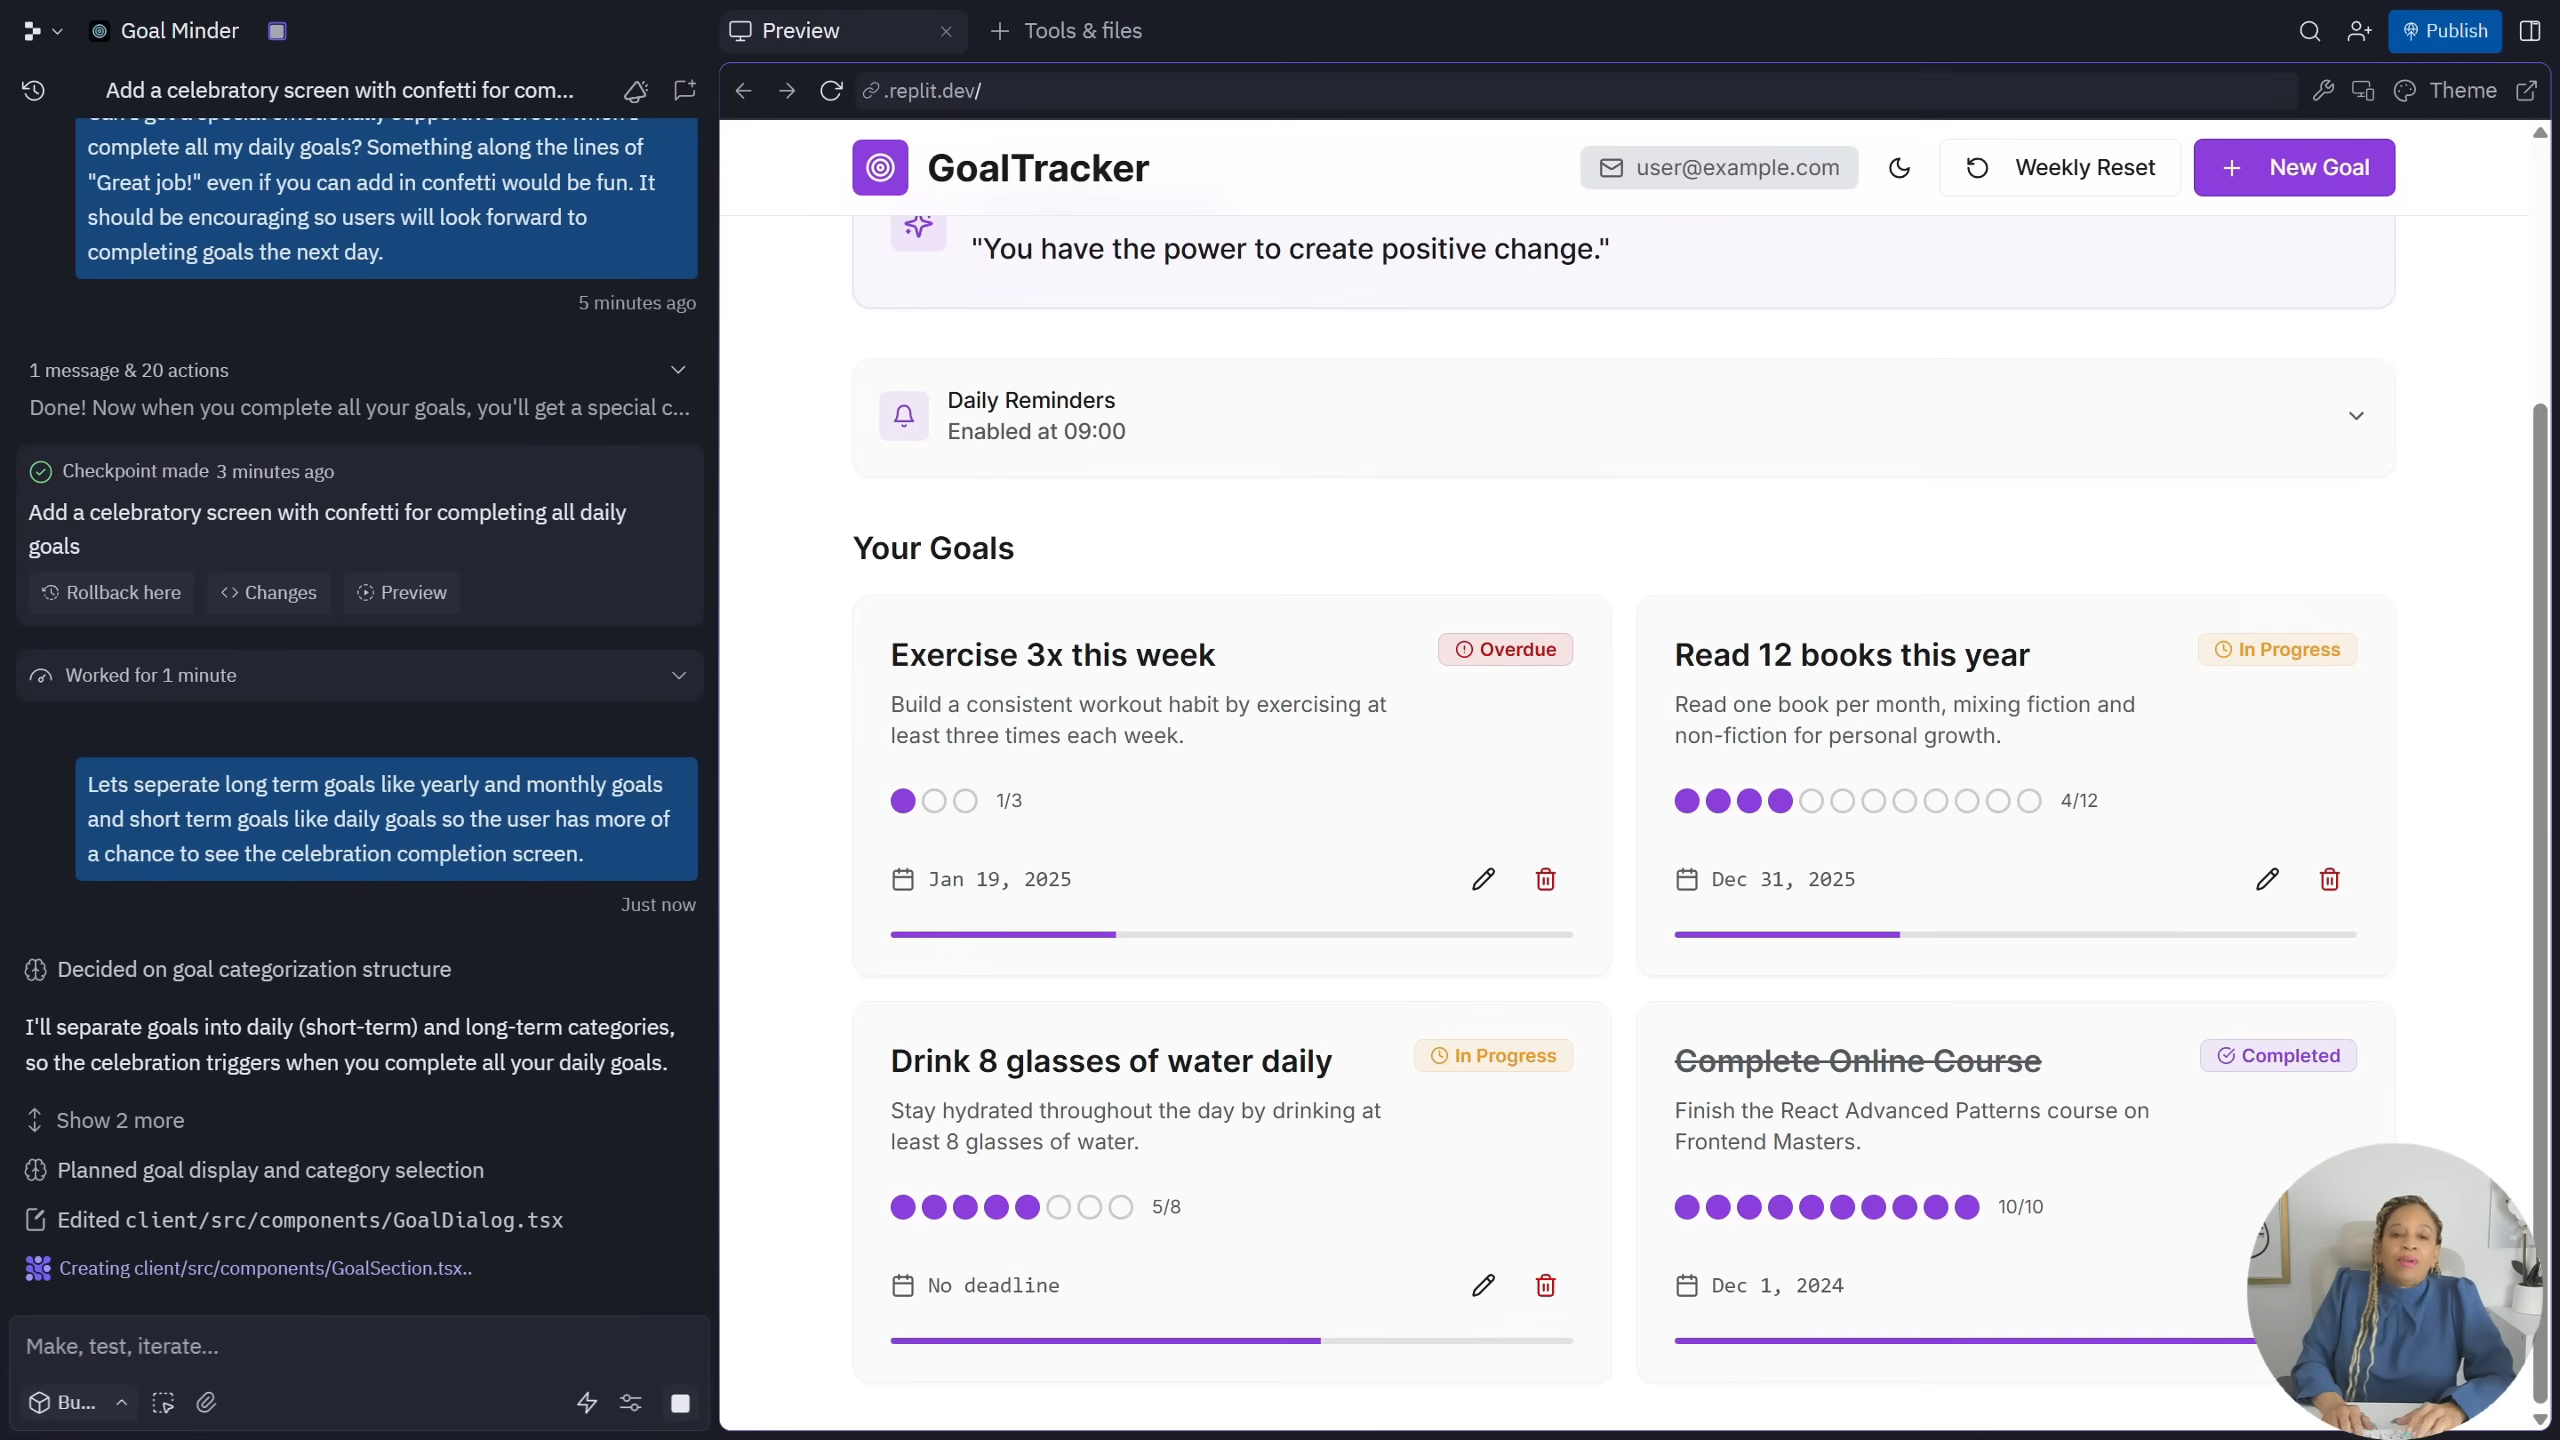 Goal Minder
Preview
Tools & files
Publish
Add a celebratory screen with confetti for com...
.replit.dev/
Theme
complete all my daily goals? Something along the lines of
"Great job!" even if you can add in confetti would be fun. It
should be encouraging so users will look forward to
completing goals the next day.
5 minutes ago
1 message & 20 actions
Done! Now when you complete all your goals, you'll get a special c...
Checkpoint made 3 minutes ago
Add a celebratory screen with confetti for completing all daily
goals
Rollback here
Changes
Preview
Worked for 1 minute
Lets seperate long term goals like yearly and monthly goals
and short term goals like daily goals so the user has more of
a chance to see the celebration completion screen.
Just now
Decided on goal categorization structure
I'll separate goals into daily (short-term) and long-term categories,
so the celebration triggers when you complete all your daily goals.
Show 2 more
Planned goal display and category selection
Edited client/src/components/GoalDialog.tsx
Creating client/src/components/GoalSection.tsx..
Make, test, iterate...
Bu...
GoalTracker
user@example.com
Weekly Reset
New Goal
"You have the power to create positive change."
Daily Reminders
Enabled at 09:00
Your Goals
Exercise 3x this week
Overdue
Build a consistent workout habit by exercising at
least three times each week.
1/3
Jan 19, 2025
Read 12 books this year
In Progress
Read one book per month, mixing fiction and
non-fiction for personal growth.
4/12
Dec 31, 2025
Drink 8 glasses of water daily
In Progress
Stay hydrated throughout the day by drinking at
least 8 glasses of water.
5/8
No deadline
Complete Online Course
Completed
Finish the React Advanced Patterns course on
Frontend Masters.
10/10
Dec 1, 2024